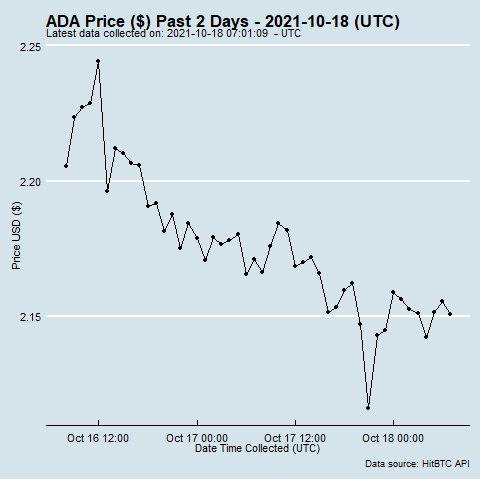 ADA Price ($) Past 2 Days - 2021-10-18 (UTC)
Latest data collected on: 2021-10-18 07:01:09 - UTC
2.25
2.20
2.15
Price USD ($)
Oct 16 12:00 Oct 17 00:00 Oct 17 12:00 Oct 18 00:00
Date Time Collected (UTC)
Data source: HitBTC API